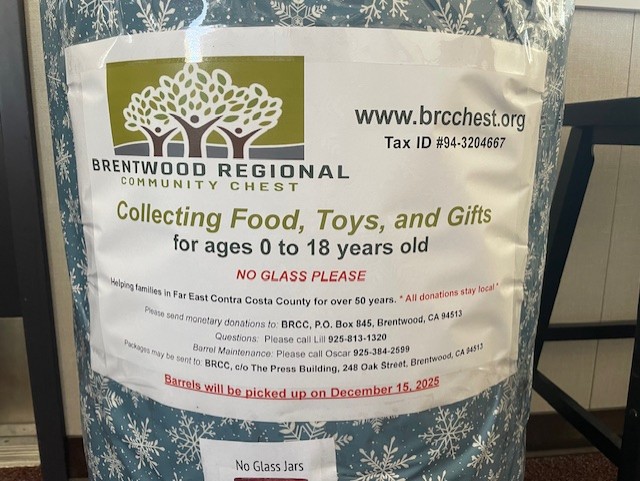 www.brcchest.org
Tax ID #94-3204667
BRENTWOOD REGIONAL
COMMUNITY CHEST
Collecting Food, Toys, and Gifts
for ages 0 to 18 years old
NO GLASS PLEASE
Helping families in Far East Contra Costa County for over 50 years. * All donations stay local *
Please send monetary donations to: BRCC, P.O. Box 845, Brentwood, CA 94513
Questions: Please call Lill 925-813-1320
Barrel Maintenance: Please call Oscar 925-384-2599
Packages may be sent to: BRCC, c/o The Press Building, 248 Oak Street, Brentwood, CA 94513
Barrels will be picked up on December 15, 2025
No Glass Jars